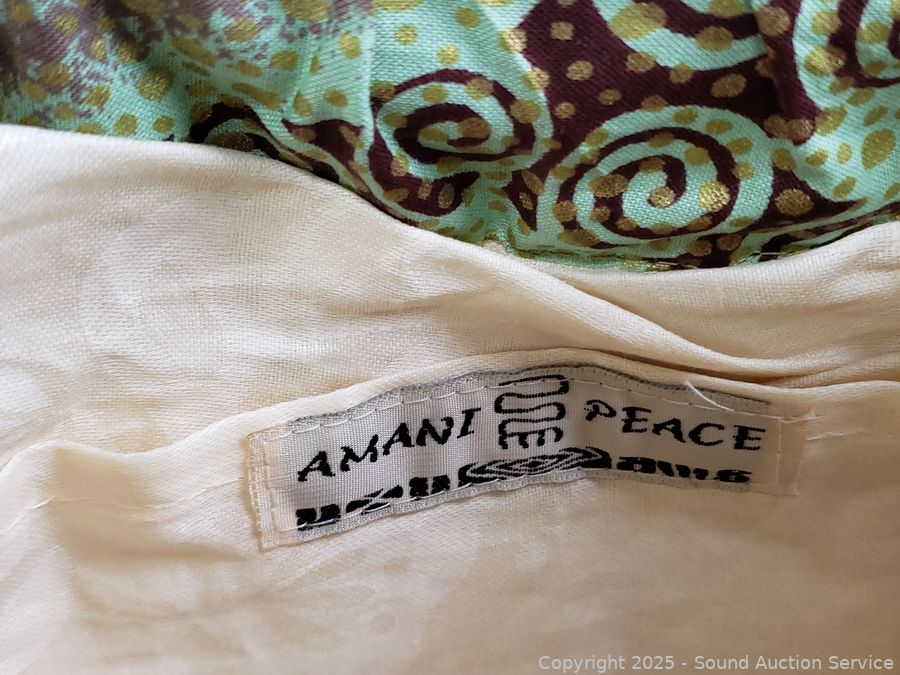 AMANI PEACE
Copyright 2025 - Sound Auction Service